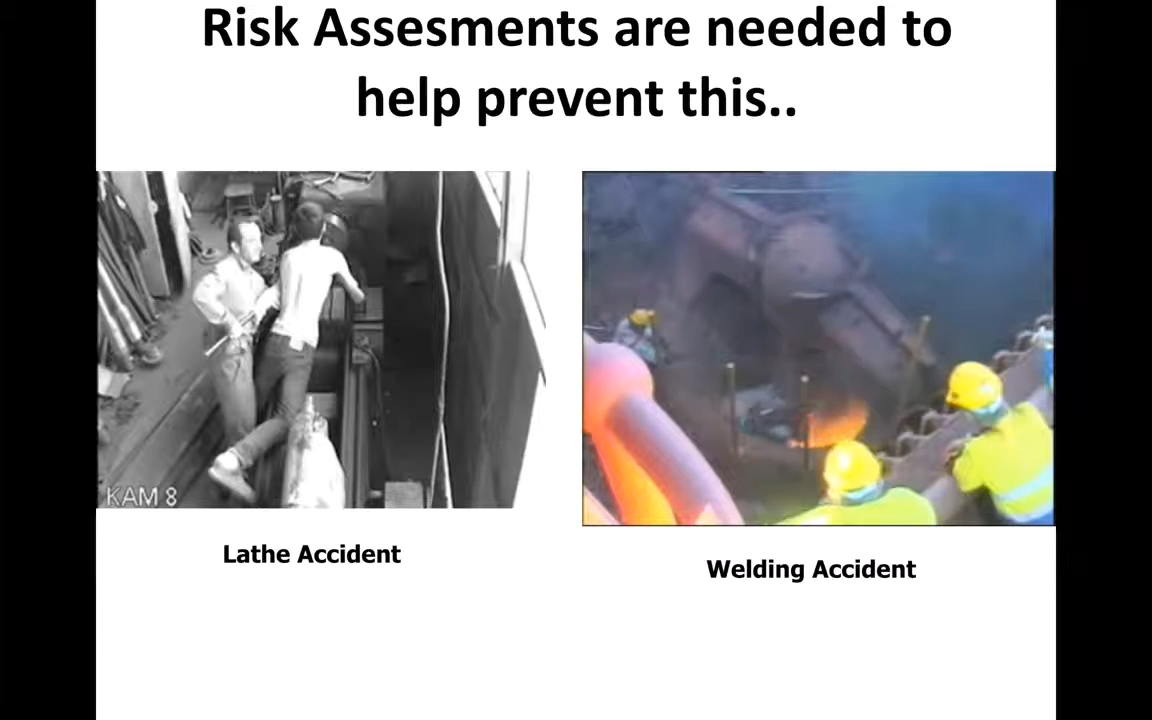 Risk Assesments are needed to
help prevent this..
KAM 8
Lathe Accident
Welding Accident